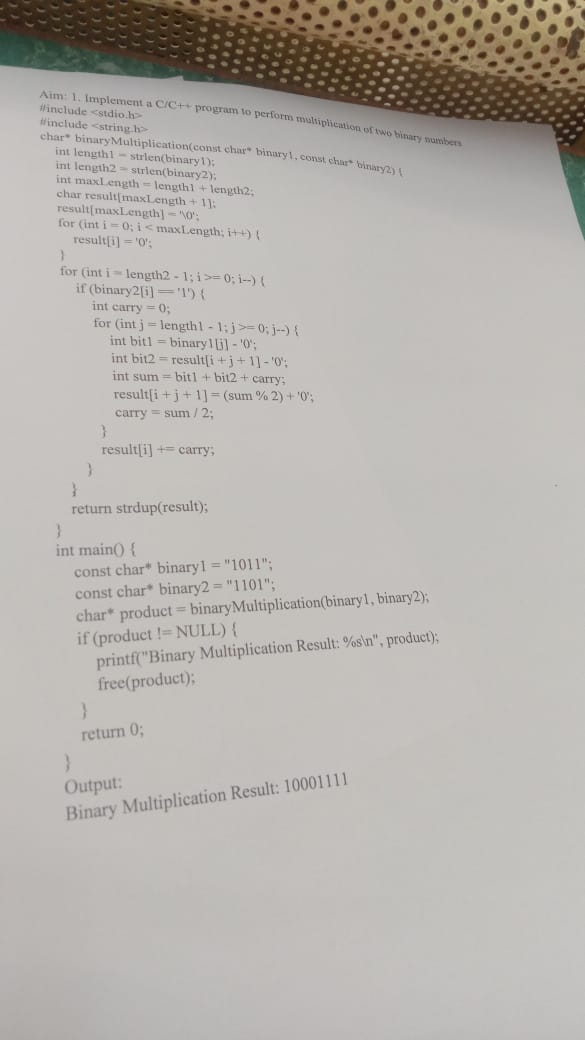 Aim: 1. Implement a C/C++ program to perform multiplication of two binary numbers
#include <stdio.h>
#include <string.h>
char* binaryMultiplication(const char* binary1, const char* binary2) {
int length1 = strlen(binary1);
int length2 = strlen(binary2);
int maxLength = length1 + length2;
char result[maxLength + 1];
result[maxLength] = '\0';
for (int i = 0; i < maxLength; i++) {
result[i] = '0';
}
for (int i = length2 - 1; i >= 0; i--) {
if (binary2[i] == '1') {
int carry = 0;
for (int j = length1 - 1; j >= 0; j--) {
int bit1 = binary1[j] - '0';
int bit2 = result[i + j + 1] - '0';
int sum = bit1 + bit2 + carry;
result[i + j + 1] = (sum % 2) + '0';
carry = sum / 2;
}
result[i] += carry;
}
}
return strdup(result);
}
int main() {
const char* binary1 = "1011";
const char* binary2 = "1101";
char* product = binaryMultiplication(binary1, binary2);
if (product != NULL) {
printf("Binary Multiplication Result: %s\n", product);
free(product);
}
return 0;
}
Output:
Binary Multiplication Result: 10001111